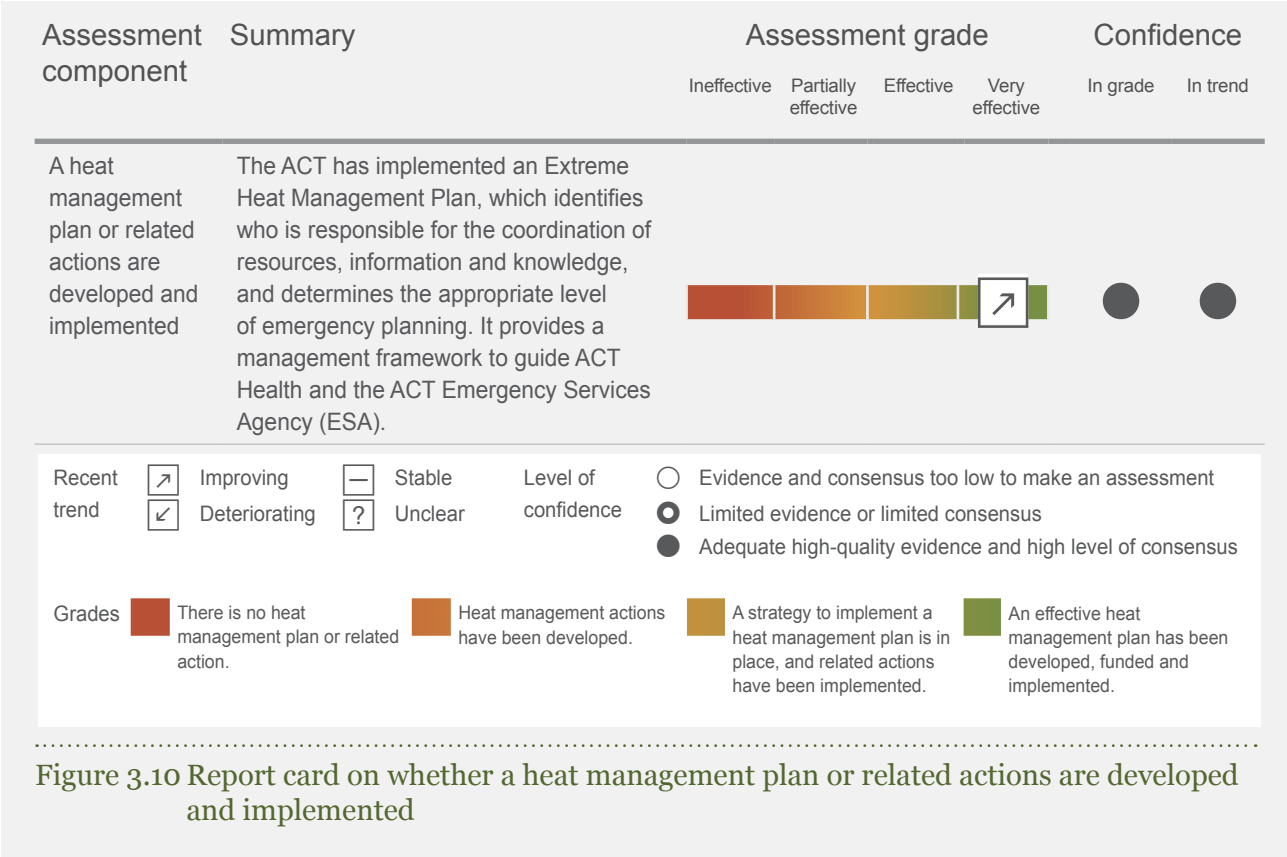 Assessment component
Summary
Assessment grade
Confidence
Ineffective
Partially effective
Effective
Very effective
In grade
In trend
A heat
management
plan or related
actions are
developed and
implemented
The ACT has implemented an Extreme
Heat Management Plan, which identifies
who is responsible for the coordination of
resources, information and knowledge,
and determines the appropriate level
of emergency planning. It provides a
management framework to guide ACT
Health and the ACT Emergency Services
Agency (ESA).
Recent
trend
Improving
Deteriorating
Stable
? Unclear
Level of
confidence
Evidence and consensus too low to make an assessment
Limited evidence or limited consensus
Adequate high-quality evidence and high level of consensus
Grades
There is no heat
management plan or related
action.
Heat management actions
have been developed.
A strategy to implement a
heat management plan is in
place, and related actions
have been implemented.
An effective heat
management plan has been
developed, funded and
implemented.
Figure 3.10 Report card on whether a heat management plan or related actions are developed
and implemented